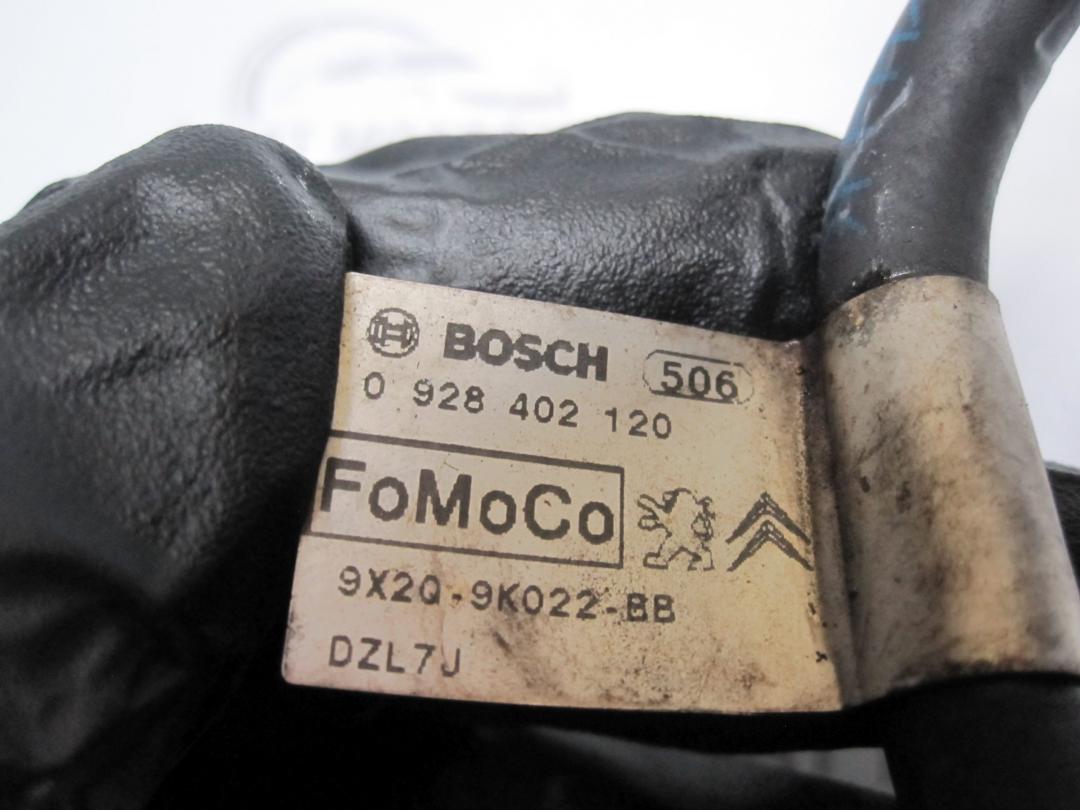 BOSCH 506
0 928 402 120
FoMoCo
9X2Q-9K022-BB
DZL7J